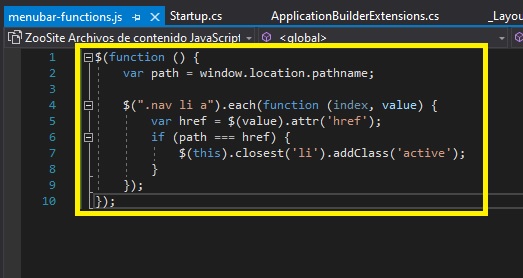 menubar-functions.js Startup.cs ApplicationBuilderExtensions.cs _Layou
ZooSite Archivos de contenido JavaScript <global>
1 $(function () {
2     var path = window.location.pathname;
3
4     $(".nav li a").each(function (index, value) {
5         var href = $(value).attr('href');
6         if (path === href) {
7             $(this).closest('li').addClass('active');
8         }
9     });
10 });